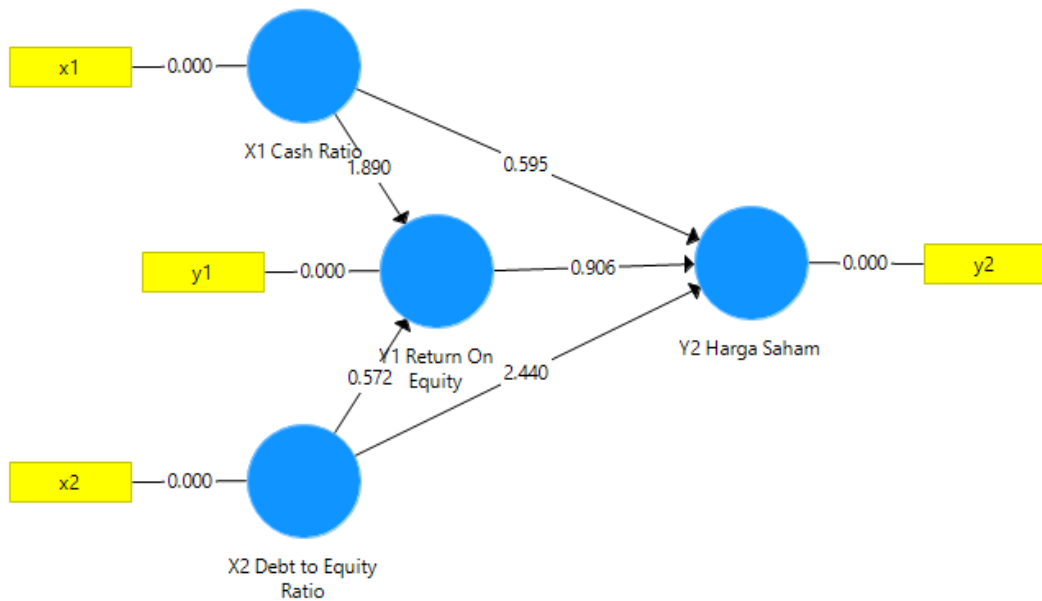 x1
0.000
X1 Cash Ratio
1.890
0.595
y1
0.000
0.906
0.000
y2
Y1 Return On
Equity
Y2 Harga Saham
0.572
2.440
x2
0.000
X2 Debt to Equity
Ratio